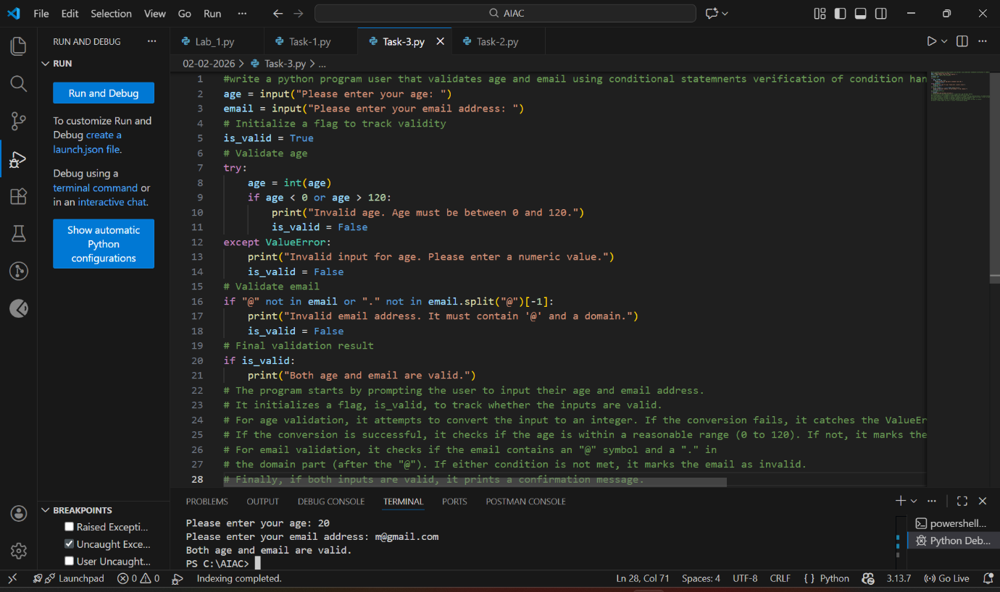 File Edit Selection View Go Run ··· AIAC
RUN AND DEBUG ···
RUN
Run and Debug
To customize Run and
Debug create a
launch.json file.
Debug using a
terminal command or
in an interactive chat.
Show automatic
Python
configurations
Lab_1.py Task-1.py Task-3.py Task-2.py
02-02-2026 > Task-3.py > ...
1 #write a python program user that validates age and email using conditional statemnents verification of condition han
2 age = input("Please enter your age: ")
3 email = input("Please enter your email address: ")
4 # Initialize a flag to track validity
5 is_valid = True
6 # Validate age
7 try:
8 age = int(age)
9 if age < 0 or age > 120:
10 print("Invalid age. Age must be between 0 and 120.")
11 is_valid = False
12 except ValueError:
13 print("Invalid input for age. Please enter a numeric value.")
14 is_valid = False
15 # Validate email
16 if "@" not in email or "." not in email.split("@")[-1]:
17 print("Invalid email address. It must contain '@' and a domain.")
18 is_valid = False
19 # Final validation result
20 if is_valid:
21 print("Both age and email are valid.")
22 # The program starts by prompting the user to input their age and email address.
23 # It initializes a flag, is_valid, to track whether the inputs are valid.
24 # For age validation, it attempts to convert the input to an integer. If the conversion fails, it catches the ValueEr
25 # If the conversion is successful, it checks if the age is within a reasonable range (0 to 120). If not, it marks the
26 # For email validation, it checks if the email contains an "@" symbol and a "." in
27 # the domain part (after the "@"). If either condition is not met, it marks the email as invalid.
28 # Finally, if both inputs are valid, it prints a confirmation message.
BREAKPOINTS
Raised Excepti...
Uncaught Exce...
User Uncaught...
PROBLEMS OUTPUT DEBUG CONSOLE TERMINAL PORTS POSTMAN CONSOLE
Please enter your age: 20
Please enter your email address: m@gmail.com
Both age and email are valid.
PS C:\AIAC>
powershell...
Python Deb...
Launchpad 0 0 Indexing completed. Ln 28, Col 71 Spaces: 4 UTF-8 CRLF {} Python 3.13.7 Go Live